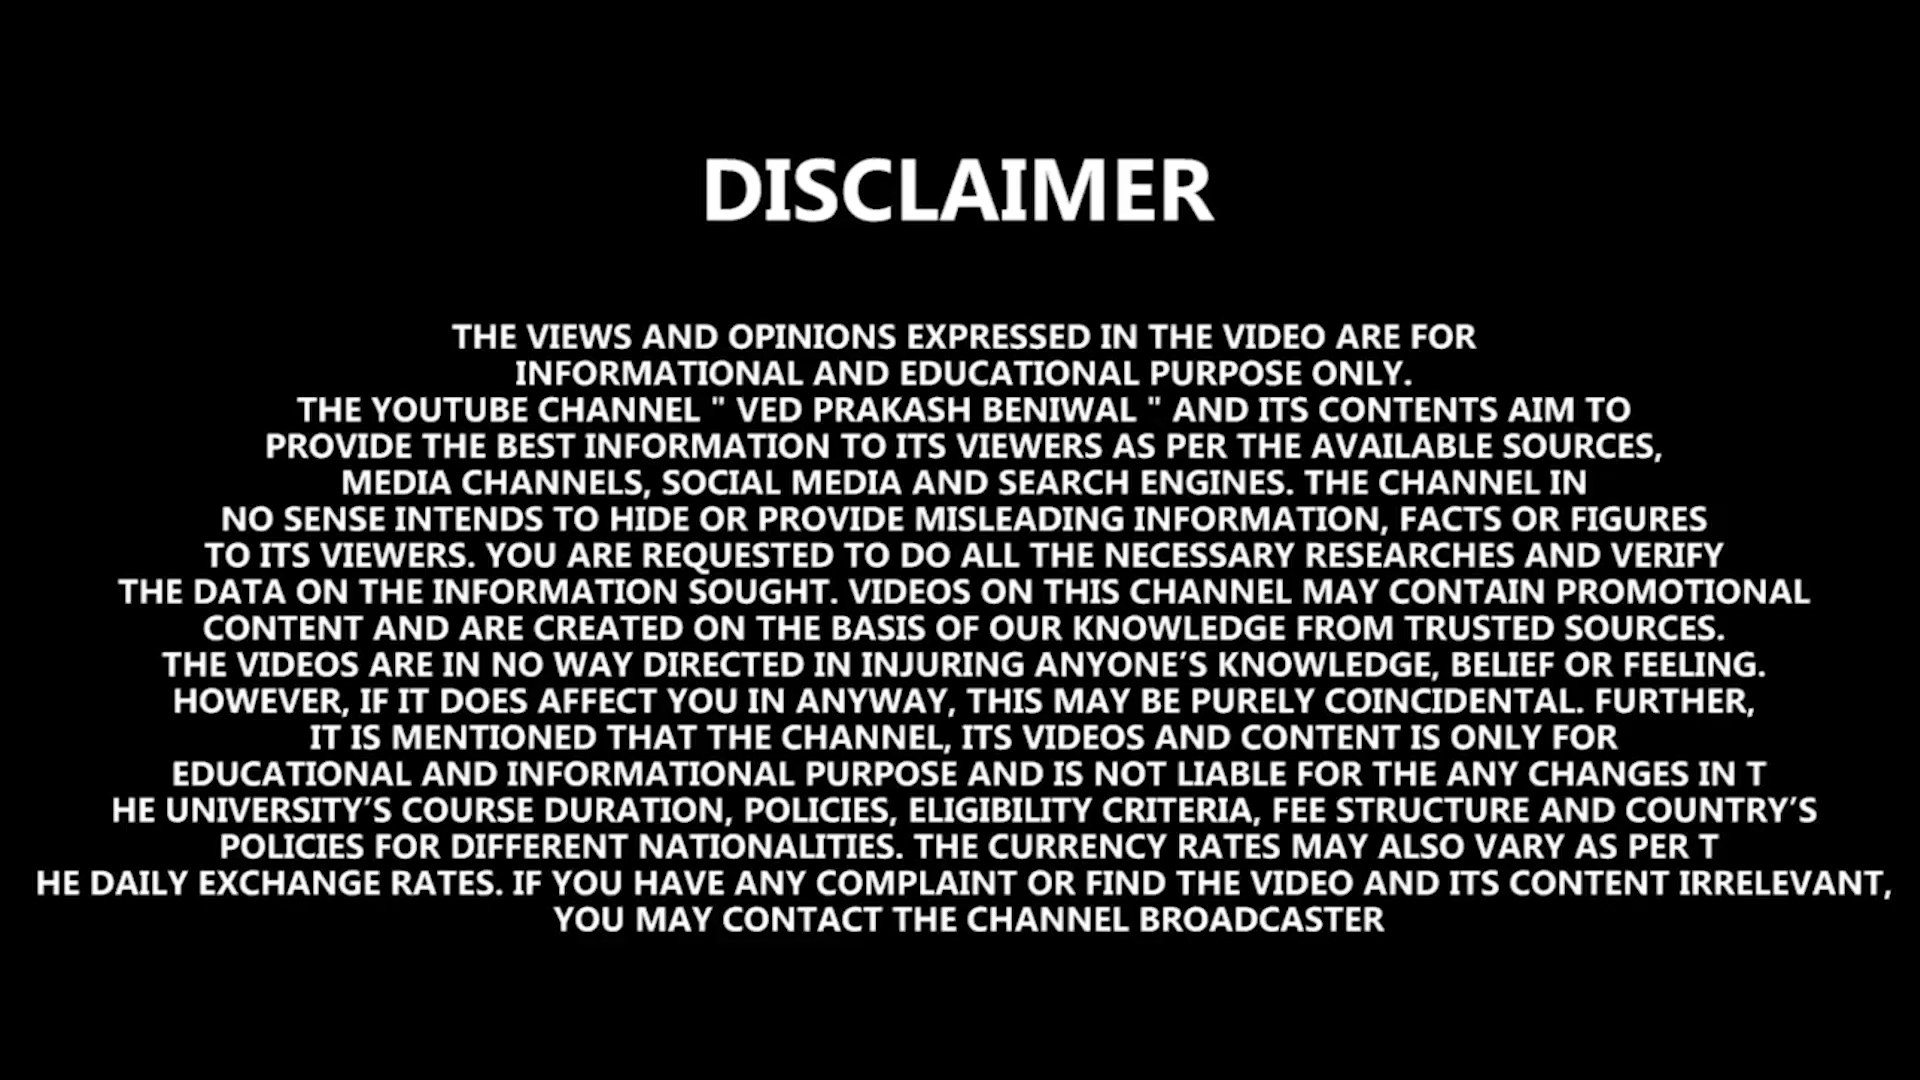 DISCLAIMER
THE VIEWS AND OPINIONS EXPRESSED IN THE VIDEO ARE FOR
INFORMATIONAL AND EDUCATIONAL PURPOSE ONLY.
THE YOUTUBE CHANNEL " VED PRAKASH BENIWAL " AND ITS CONTENTS AIM TO
PROVIDE THE BEST INFORMATION TO ITS VIEWERS AS PER THE AVAILABLE SOURCES,
MEDIA CHANNELS, SOCIAL MEDIA AND SEARCH ENGINES. THE CHANNEL IN
NO SENSE INTENDS TO HIDE OR PROVIDE MISLEADING INFORMATION, FACTS OR FIGURES
TO ITS VIEWERS. YOU ARE REQUESTED TO DO ALL THE NECESSARY RESEARCHES AND VERIFY
THE DATA ON THE INFORMATION SOUGHT. VIDEOS ON THIS CHANNEL MAY CONTAIN PROMOTIONAL
CONTENT AND ARE CREATED ON THE BASIS OF OUR KNOWLEDGE FROM TRUSTED SOURCES.
THE VIDEOS ARE IN NO WAY DIRECTED IN INJURING ANYONE’S KNOWLEDGE, BELIEF OR FEELING.
HOWEVER, IF IT DOES AFFECT YOU IN ANYWAY, THIS MAY BE PURELY COINCIDENTAL. FURTHER,
IT IS MENTIONED THAT THE CHANNEL, ITS VIDEOS AND CONTENT IS ONLY FOR
EDUCATIONAL AND INFORMATIONAL PURPOSE AND IS NOT LIABLE FOR THE ANY CHANGES IN T
HE UNIVERSITY’S COURSE DURATION, POLICIES, ELIGIBILITY CRITERIA, FEE STRUCTURE AND COUNTRY’S
POLICIES FOR DIFFERENT NATIONALITIES. THE CURRENCY RATES MAY ALSO VARY AS PER T
HE DAILY EXCHANGE RATES. IF YOU HAVE ANY COMPLAINT OR FIND THE VIDEO AND ITS CONTENT IRRELEVANT,
YOU MAY CONTACT THE CHANNEL BROADCASTER